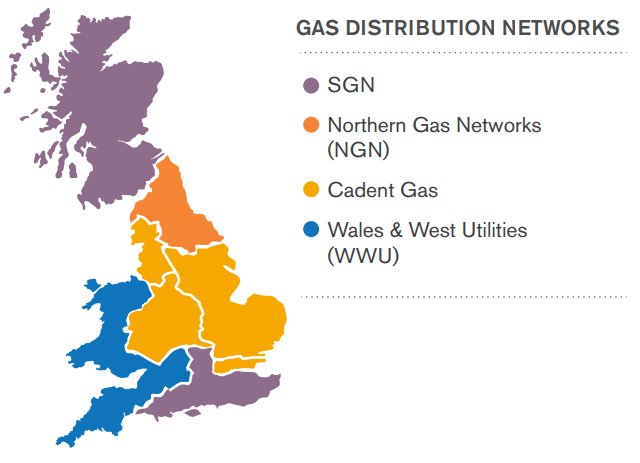 GAS DISTRIBUTION NETWORKS
SGN
Northern Gas Networks
(NGN)
Cadent Gas
Wales & West Utilities
(WWU)